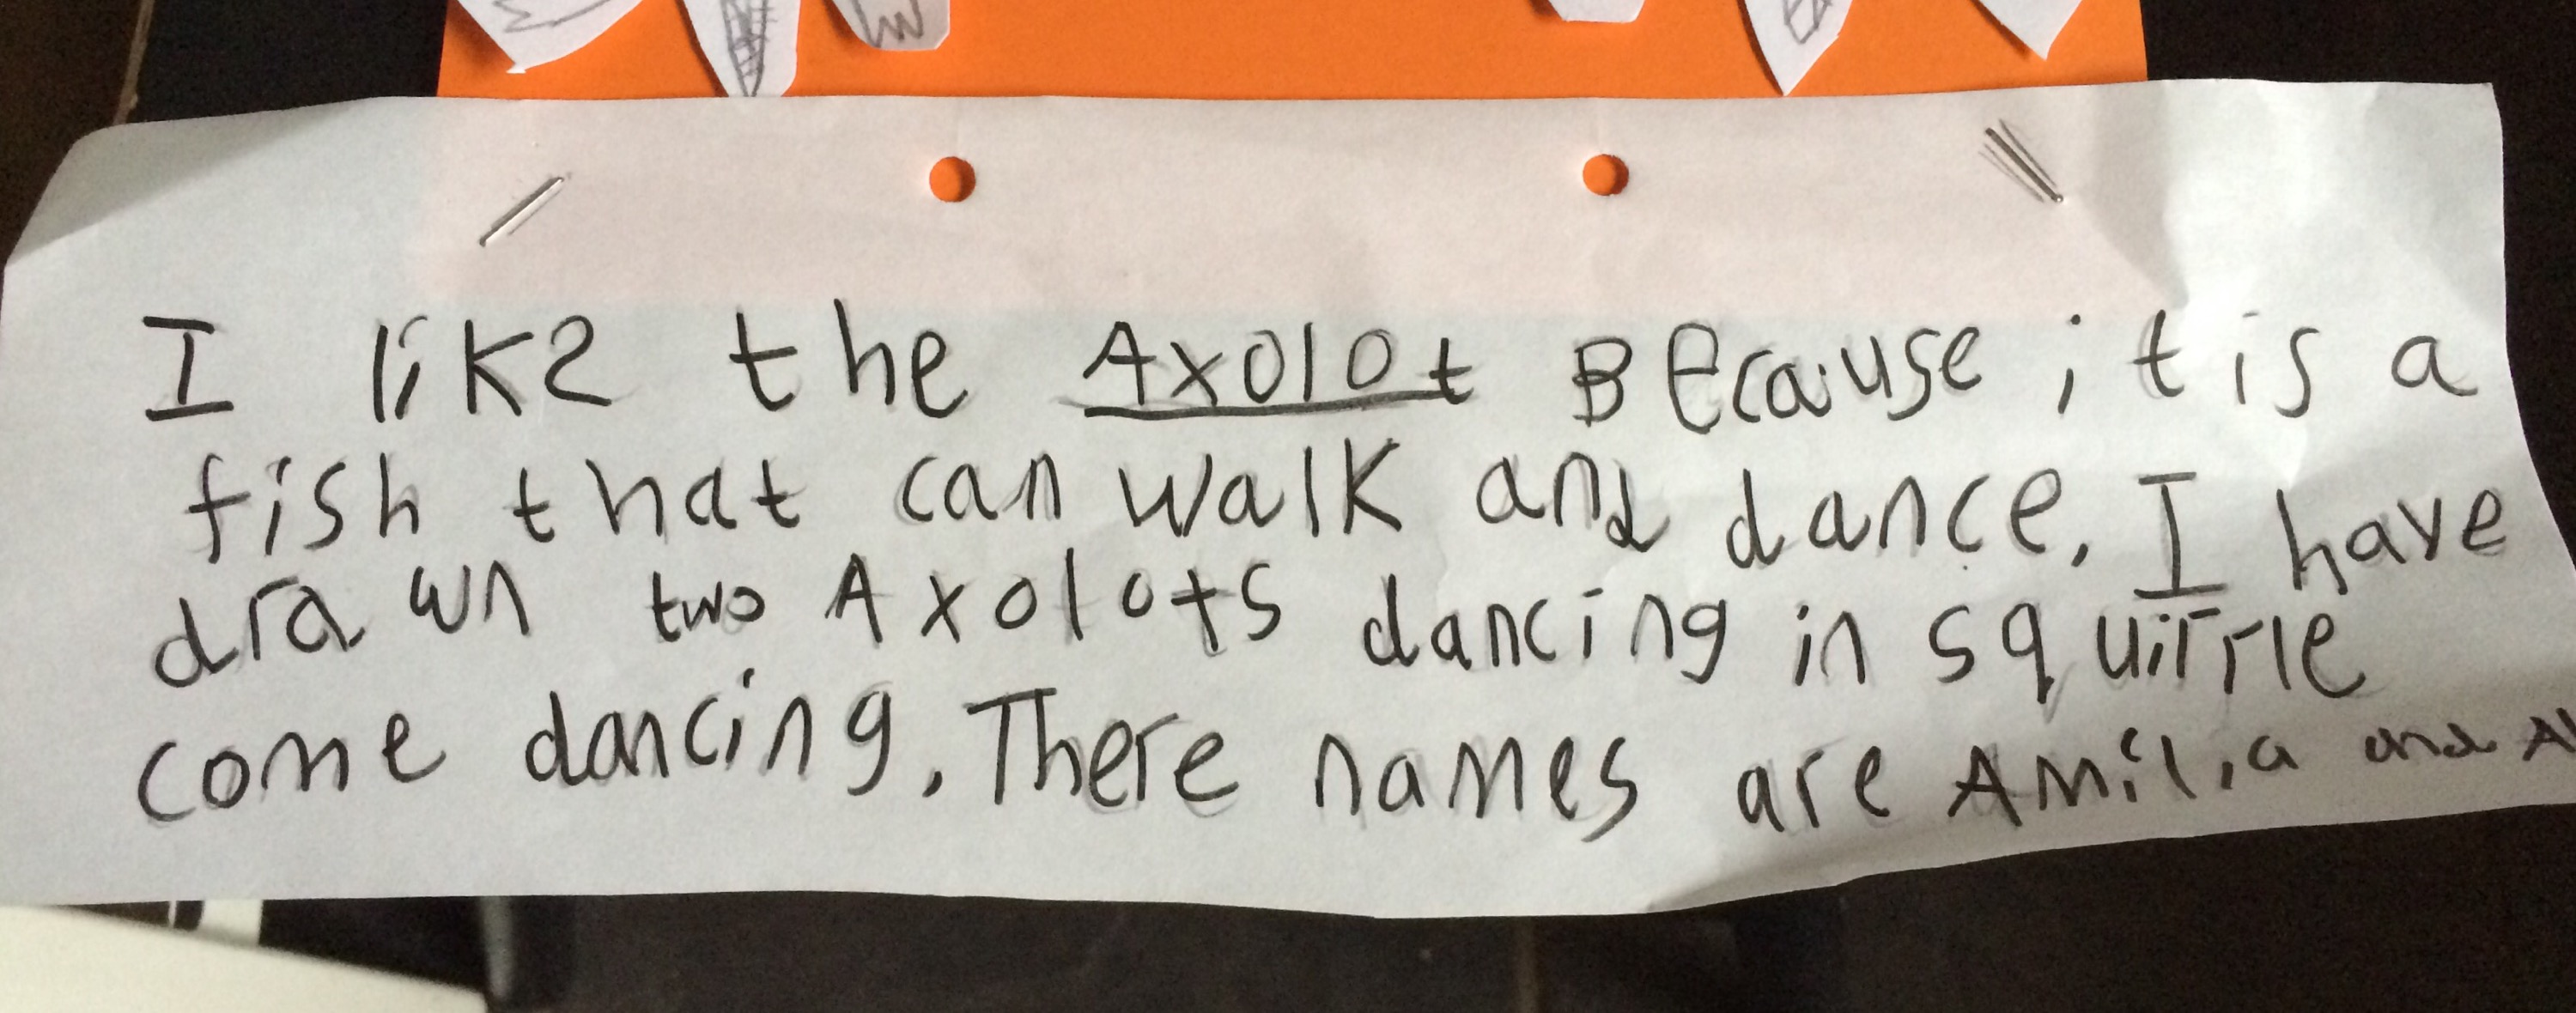 I like the Axolot Because it is a
fish that can walk and dance. I have
drawn two Axolots dancing in squirrle
come dancing. There names are Amilia and